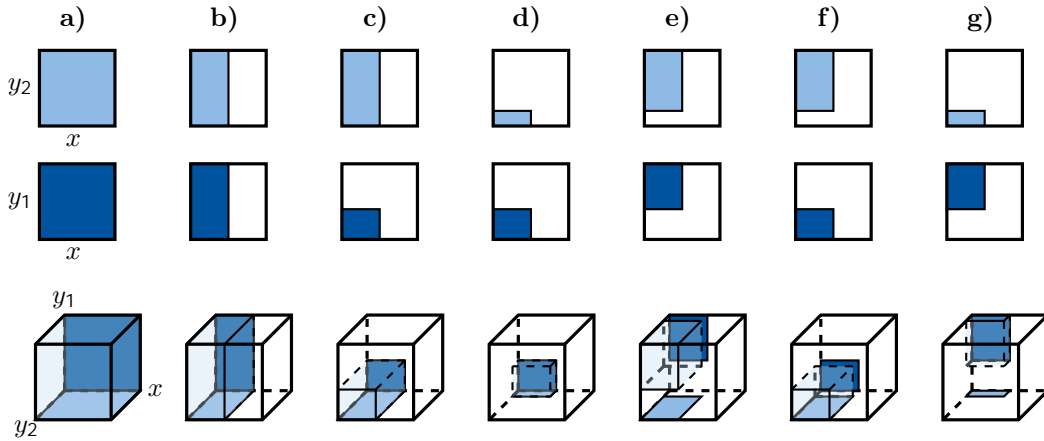 a) b) c) d) e) f) g)
y₂
x
y₁
x
y₁
x
y₂